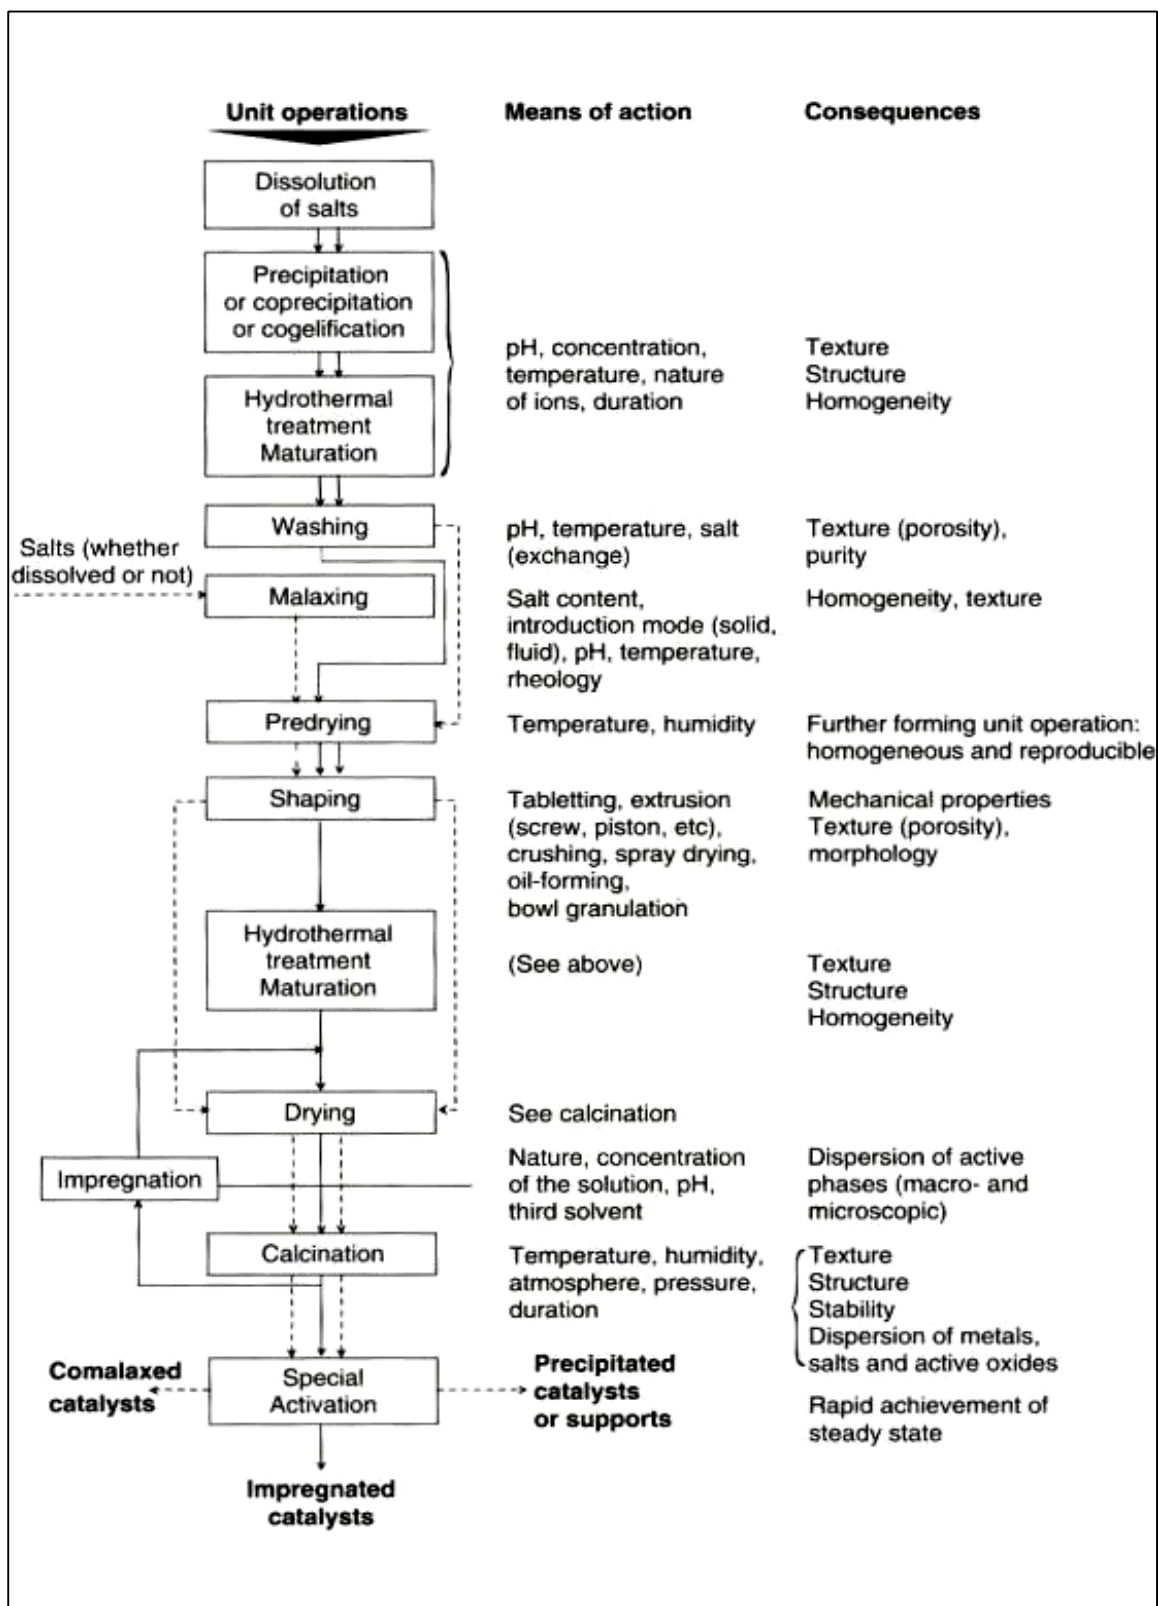 Unit operations
Means of action
Consequences
Dissolution
of salts
Precipitation
or coprecipitation
or cogelification
Hydrothermal
treatment
Maturation
pH, concentration,
temperature, nature
of ions, duration
Texture
Structure
Homogeneity
Washing
pH, temperature, salt
(exchange)
Texture (porosity),
purity
Salts (whether
dissolved or not)
Malaxing
Salt content,
introduction mode (solid,
fluid), pH, temperature,
rheology
Homogeneity, texture
Predrying
Temperature, humidity
Further forming unit operation:
homogeneous and reproducible
Shaping
Tabletting, extrusion
(screw, piston, etc),
crushing, spray drying,
oil-forming,
bowl granulation
Mechanical properties
Texture (porosity),
morphology
Hydrothermal
treatment
Maturation
(See above)
Texture
Structure
Homogeneity
Drying
See calcination
Impregnation
Nature, concentration
of the solution, pH,
third solvent
Dispersion of active
phases (macro- and
microscopic)
Calcination
Temperature, humidity,
atmosphere, pressure,
duration
Texture
Structure
Stability
Dispersion of metals,
salts and active oxides
Comalaxed
catalysts
Special
Activation
Precipitated
catalysts
or supports
Rapid achievement of
steady state
Impregnated
catalysts